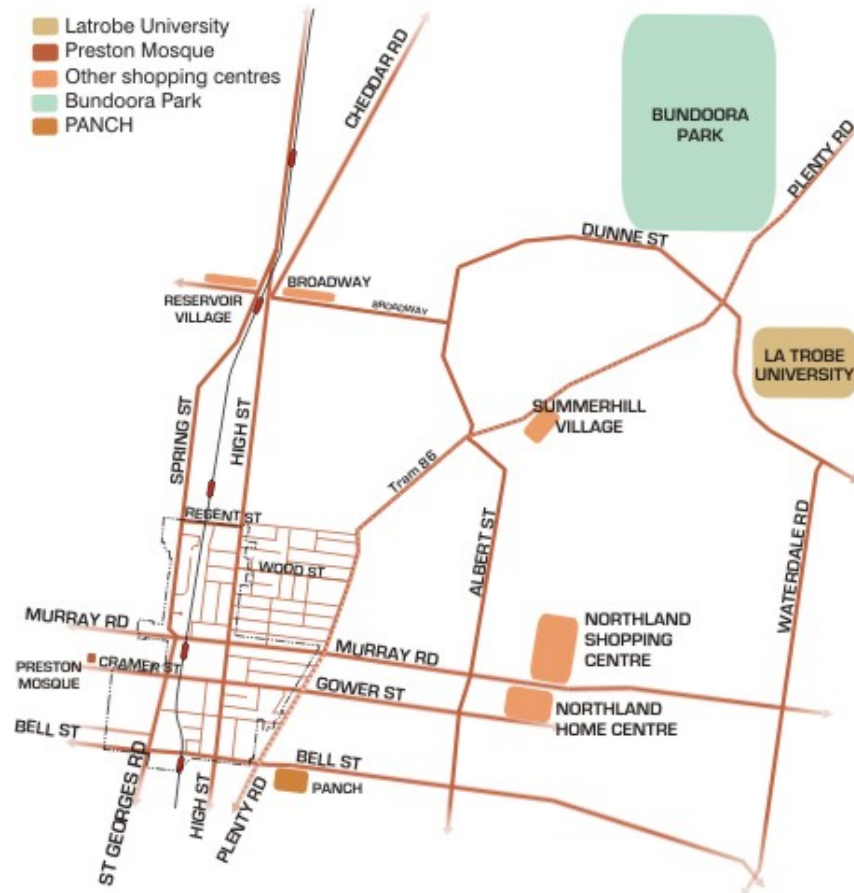 Latrobe University
Preston Mosque
Other shopping centres
Bundoora Park
PANCH
CHEDDAR RD
BUNDOORA
PARK
PLENTY RD
DUNNE ST
BROADWAY
BROADWAY
RESERVOIR
VILLAGE
LA TROBE
UNIVERSITY
SUMMERHILL
VILLAGE
SPRING ST
HIGH ST
Tram 86
REGENT ST
WOOD ST
ALBERT ST
WATERDALE RD
MURRAY RD
NORTHLAND
SHOPPING
CENTRE
MURRAY RD
CRAMER ST
PRESTON
MOSQUE
GOWER ST
NORTHLAND
HOME CENTRE
BELL ST
BELL ST
PANCH
ST GEORGES RD
HIGH ST
PLENTY RD